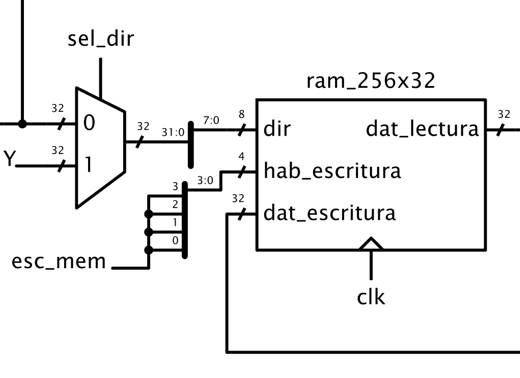 sel_dir
ram_256x32
32
0
32
31:0
7:0
8
dir
dat_lectura
32
Y
32
1
4
hab_escritura
3
3:0
2
32
dat_escritura
1
0
esc_mem
clk